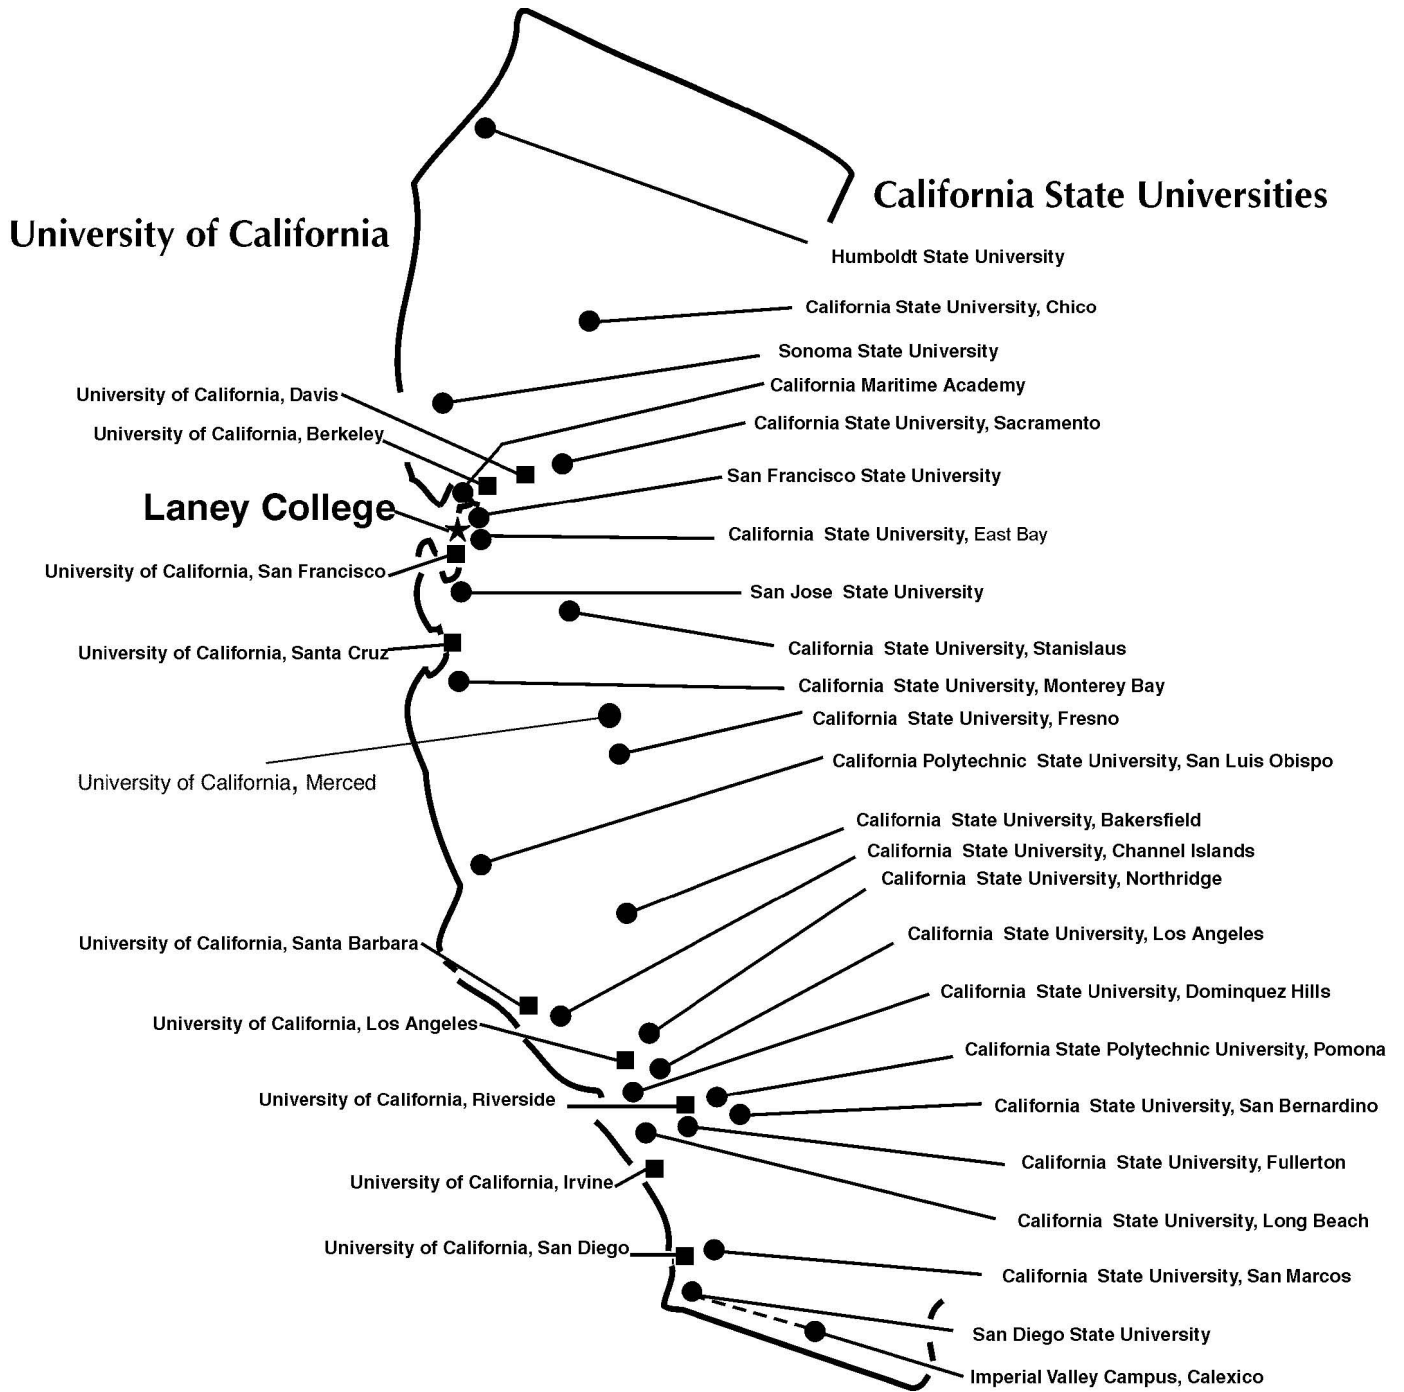 California State Universities
University of California
Humboldt State University
California State University, Chico
Sonoma State University
California Maritime Academy
University of California, Davis
California State University, Sacramento
University of California, Berkeley
San Francisco State University
Laney College
California State University, East Bay
University of California, San Francisco
San Jose State University
California State University, Stanislaus
University of California, Santa Cruz
California State University, Monterey Bay
California State University, Fresno
California Polytechnic State University, San Luis Obispo
University of California, Merced
California State University, Bakersfield
California State University, Channel Islands
California State University, Northridge
California State University, Los Angeles
University of California, Santa Barbara
California State University, Dominquez Hills
University of California, Los Angeles
California State Polytechnic University, Pomona
University of California, Riverside
California State University, San Bernardino
California State University, Fullerton
University of California, Irvine
California State University, Long Beach
University of California, San Diego
California State University, San Marcos
San Diego State University
Imperial Valley Campus, Calexico